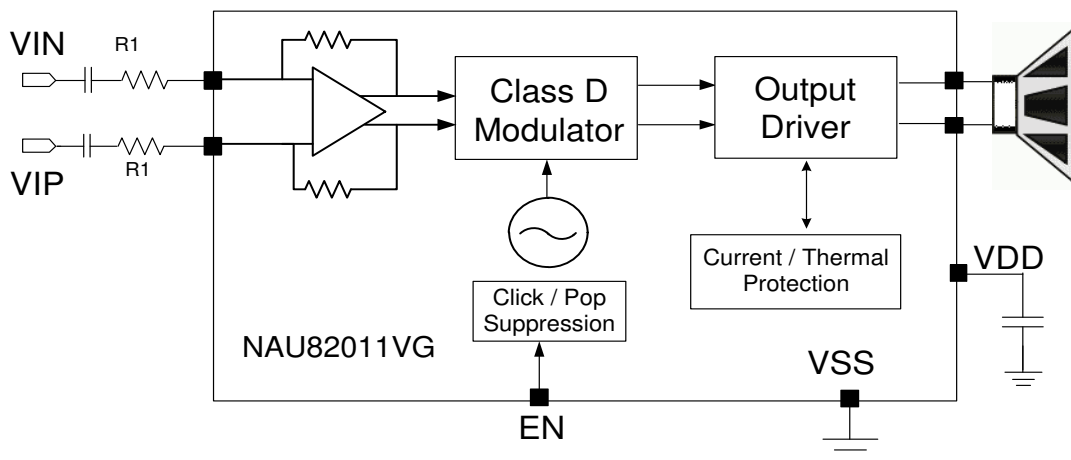 VIN
R1
VIP
R1
Class D
Modulator
Output
Driver
Current / Thermal
Protection
Click / Pop
Suppression
NAU82011VG
VDD
VSS
EN